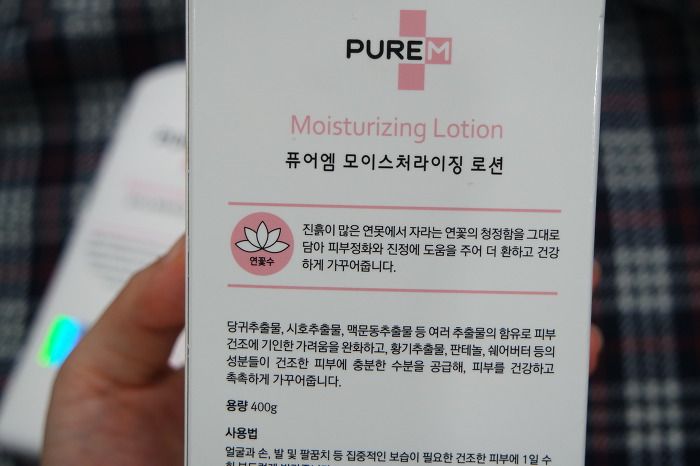 PUREM
Moisturizing Lotion
퓨어엠 모이스처라이징 로션
진흙이 많은 연못에서 자라는 연꽃의 청정함을 그대로
담아 피부정화와 진정에 도움을 주어 더 환하고 건강
하게 가꾸어줍니다.
연꽃수
당귀추출물, 시호추출물, 맥문동추출물 등 여러 추출물의 함유로 피부
건조에 기인한 가려움을 완화하고, 황기추출물, 판테놀, 쉐어버터 등의
성분들이 건조한 피부에 충분한 수분을 공급해, 피부를 건강하고
촉촉하게 가꾸어줍니다.
용량 400g
사용법
얼굴과 손, 발 및 팔꿈치 등 집중적인 보습이 필요한 건조한 피부에 1일 수
PUREM